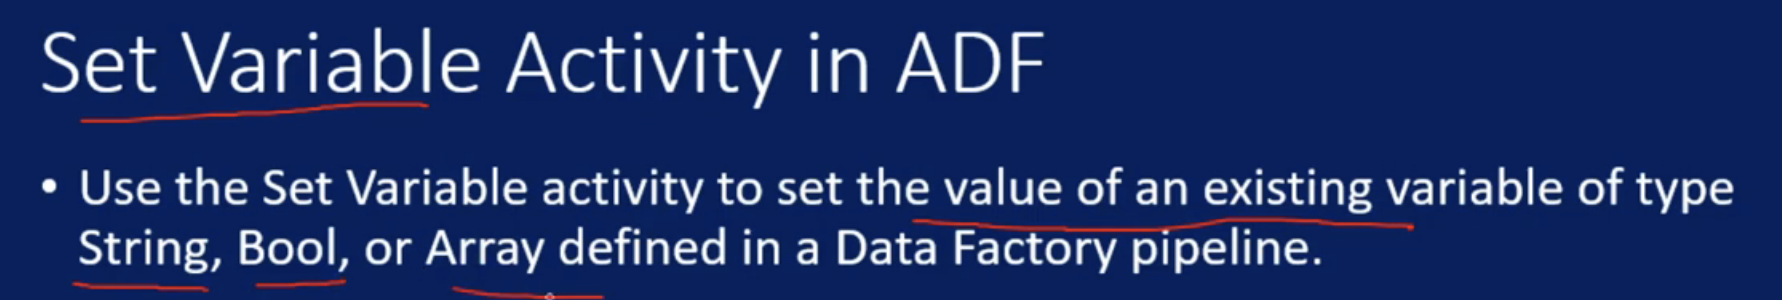 Set Variable Activity in ADF
• Use the Set Variable activity to set the value of an existing variable of type
String, Bool, or Array defined in a Data Factory pipeline.